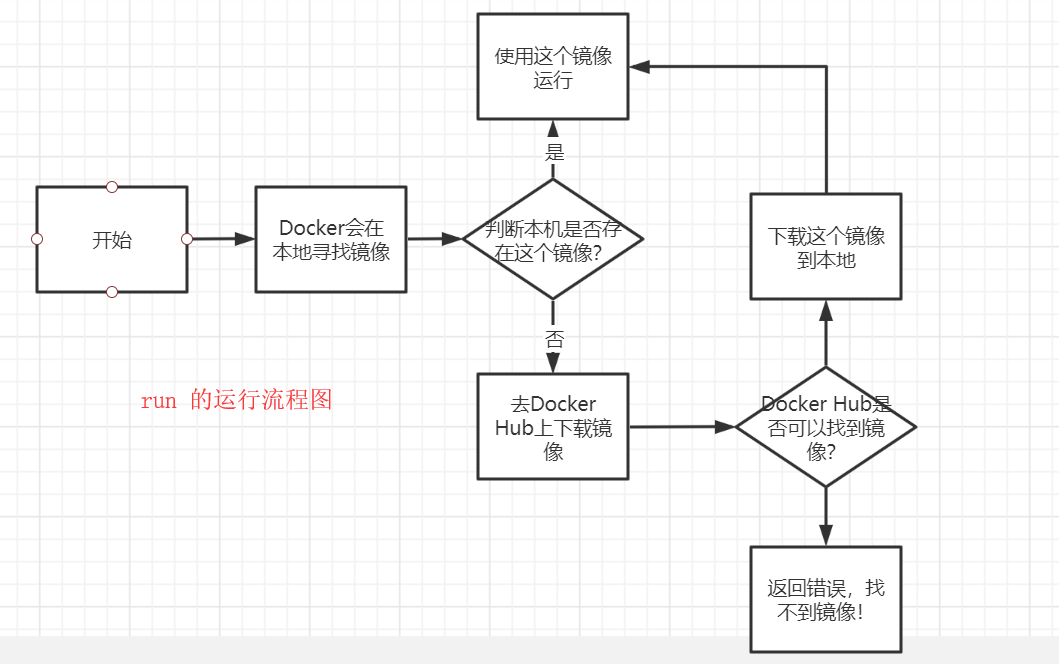 使用这个镜像
运行
是
开始
Docker会在
本地寻找镜像
判断本机是否存
在这个镜像?
下载这个镜像
到本地
否
run 的运行流程图
去Docker
Hub上下载镜
像
Docker Hub是
否可以找到镜
像?
返回错误，找
不到镜像!